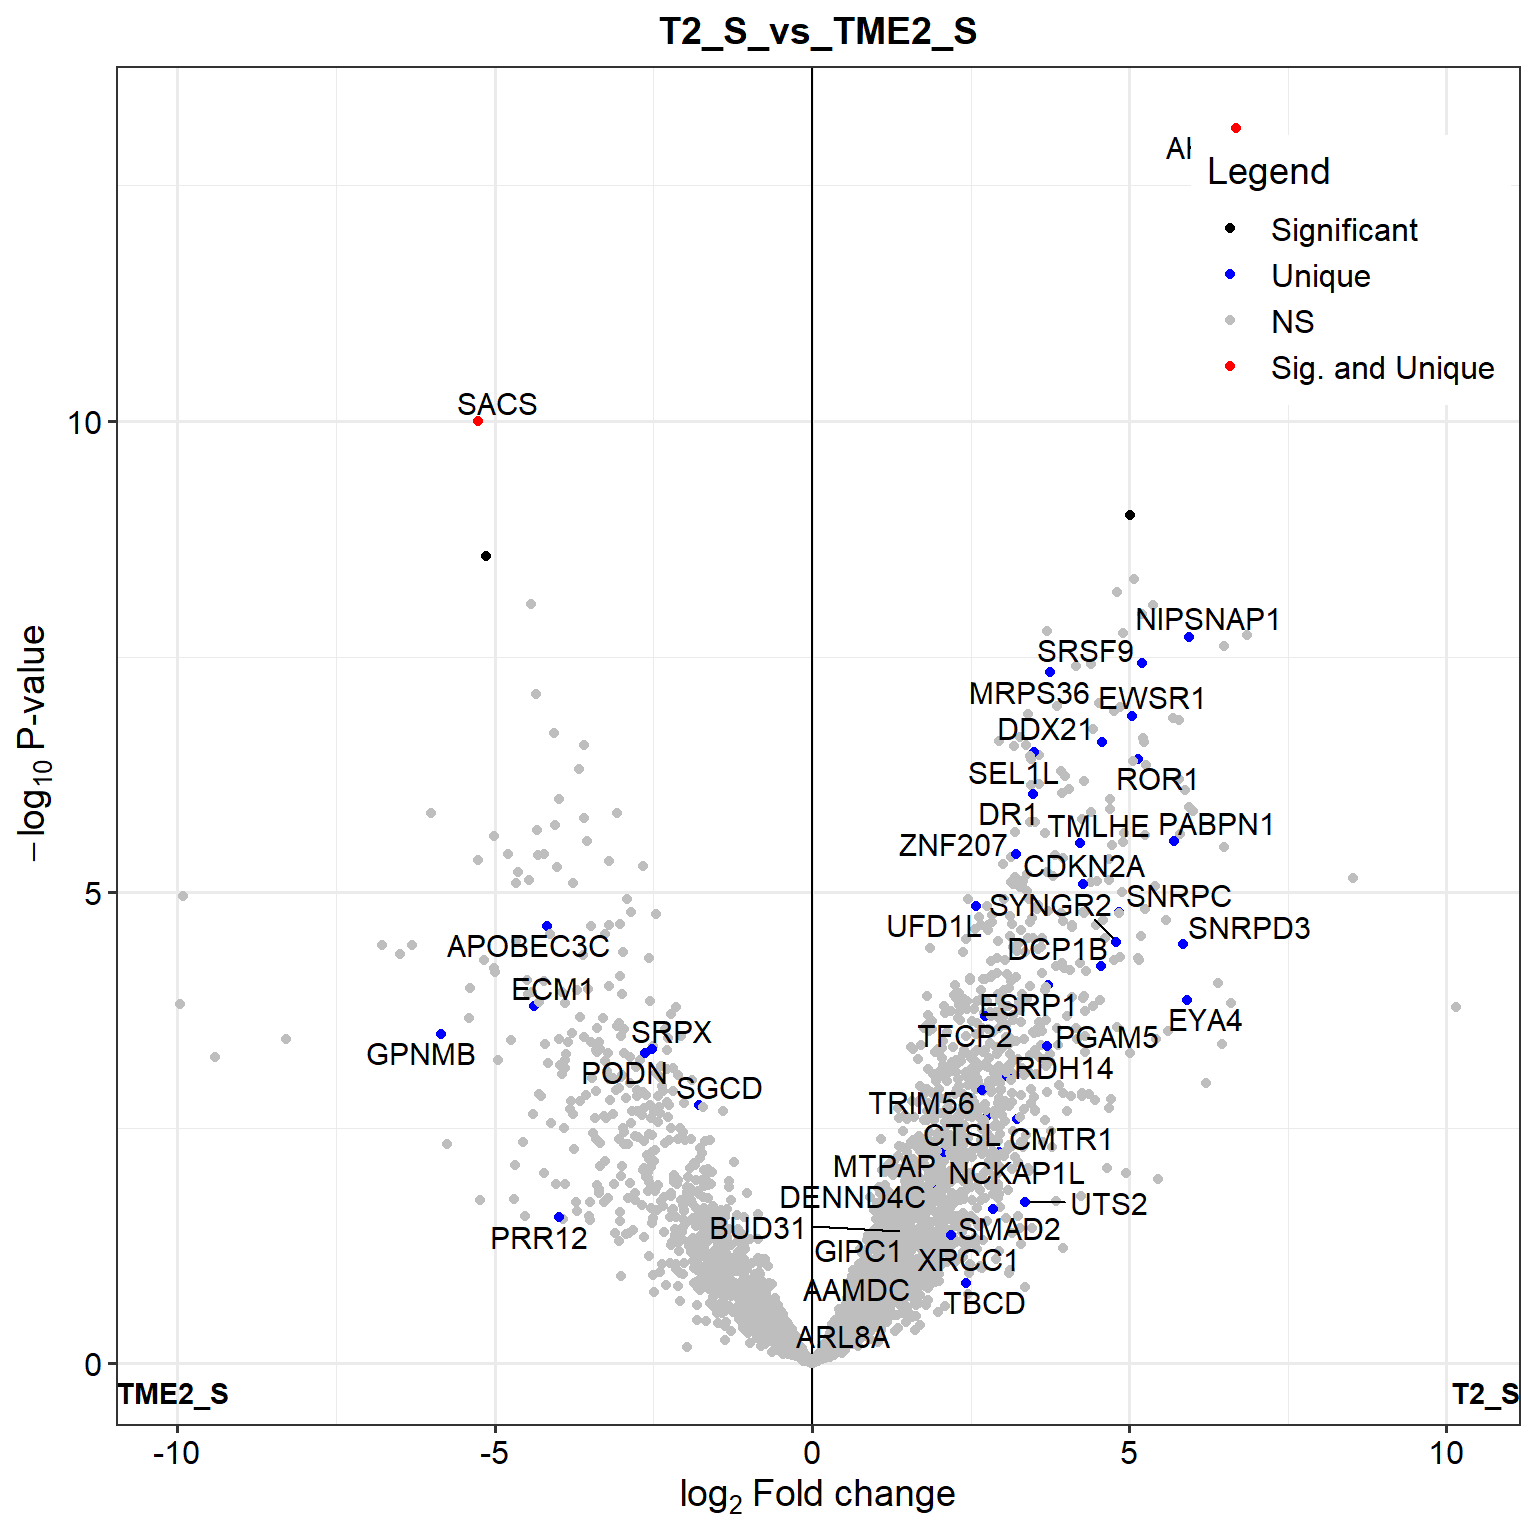 T2_S_vs_TME2_S
Legend
Significant
Unique
NS
Sig. and Unique
SACS
NIPSNAP1
SRSF9
MRPS36
EWSR1
DDX21
SEL1L
ROR1
DR1
TMLHE
PABPN1
ZNF207
CDKN2A
SYNGR2
SNRPC
UFD1L
SNRPD3
DCP1B
APOBEC3C
ECM1
ESRP1
EYA4
SRPX
TFCP2
PGAM5
GPNMB
PODN
RDH14
SGCD
TRIM56
CTSL
CMTR1
MTPAP
NCKAP1L
DENND4C
UTS2
BUD31
SMAD2
PRR12
GIPC1
XRCC1
AAMDC
TBCD
ARL8A
TME2_S
T2_S
10
5
0
-10
-5
0
5
10
log2 Fold change
−log10 P-value